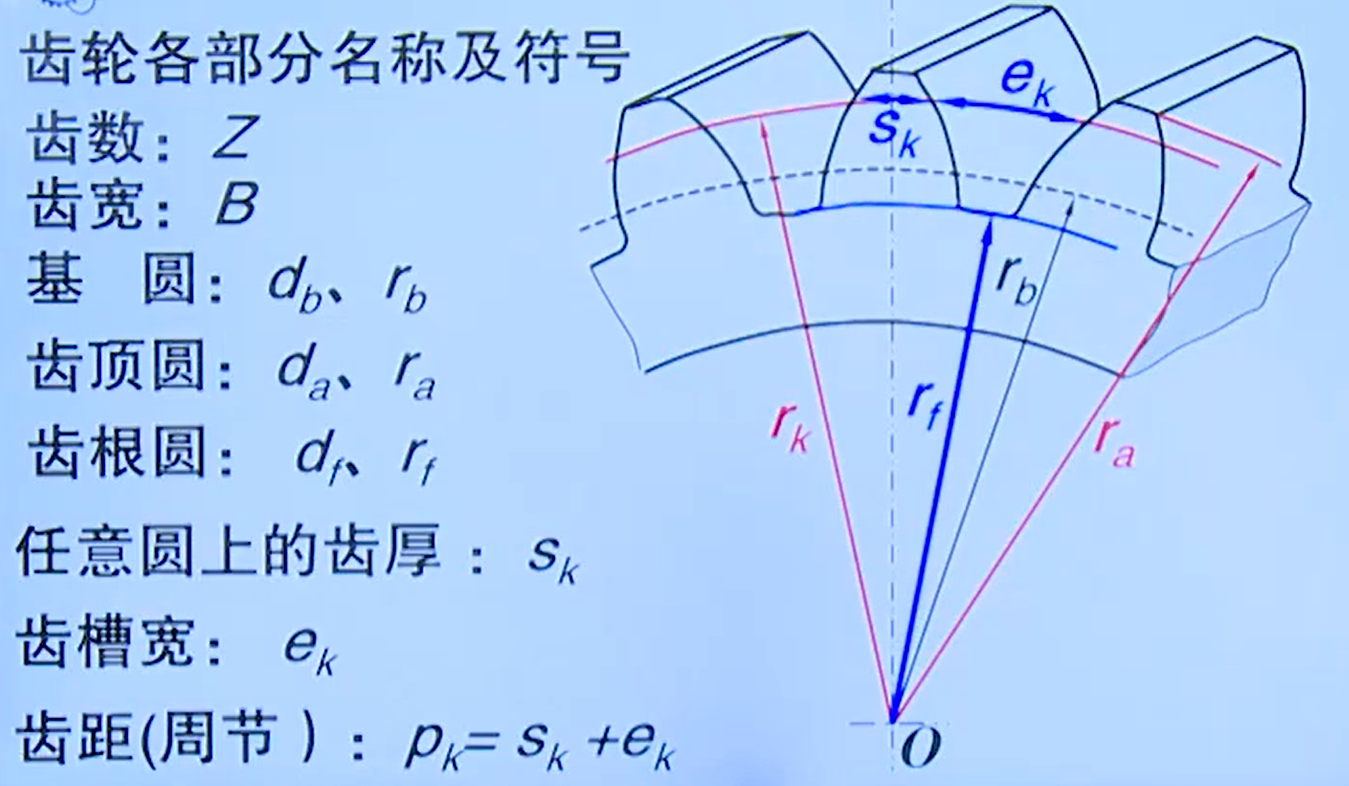 齿轮各部分名称及符号
齿数：Z
齿宽：B
基 圆：d_b、r_b
齿顶圆：d_a、r_a
齿根圆：d_f、r_f
任意圆上的齿厚：s_k
齿槽宽：e_k
齿距(周节)：p_k= s_k +e_k
e_k
s_k
r_b
r_f
r_k
r_a
O